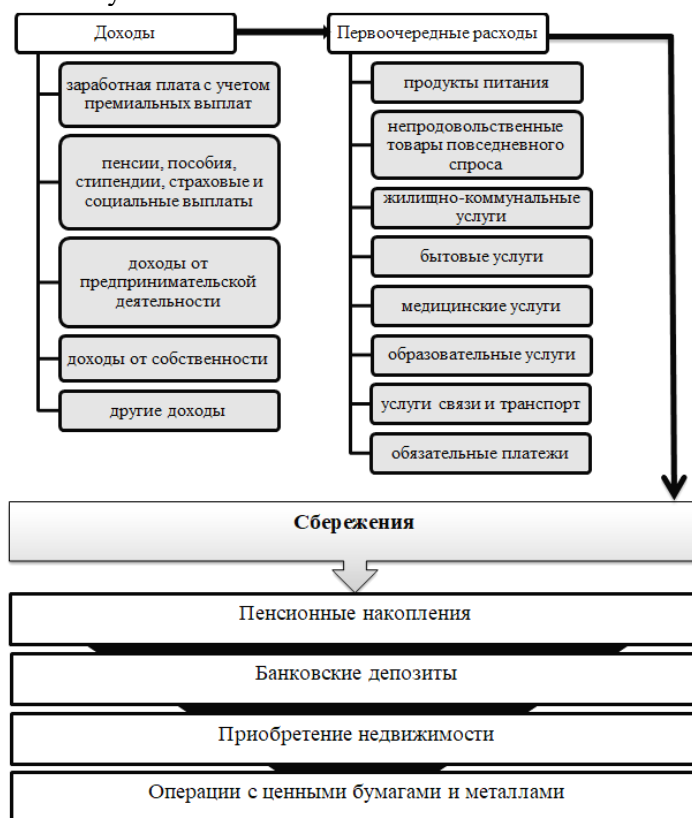 Доходы
Первоочередные расходы
заработная плата с учетом
премиальных выплат
пенсии, пособия,
стипендии, страховые и
социальные выплаты
доходы от
предпринимательской
деятельности
доходы от собственности
другие доходы
продукты питания
непродовольственные
товары повседневного
спроса
жилищно-коммунальные
услуги
бытовые услуги
медицинские услуги
образовательные услуги
услуги связи и транспорт
обязательные платежи
Сбережения
Пенсионные накопления
Банковские депозиты
Приобретение недвижимости
Операции с ценными бумагами и металлами